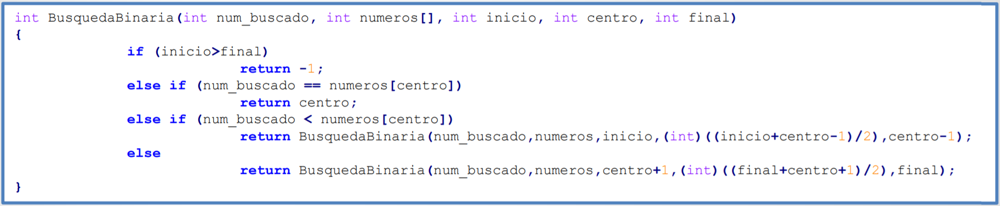 int BusquedaBinaria(int num_buscado, int numeros[], int inicio, int centro, int final)
{
if (inicio>final)
return -1;
else if (num_buscado == numeros[centro])
return centro;
else if (num_buscado < numeros[centro])
return BusquedaBinaria(num_buscado,numeros,inicio,(int)((inicio+centro-1)/2),centro-1);
else
return BusquedaBinaria(num_buscado,numeros,centro+1,(int)((final+centro+1)/2),final);
}